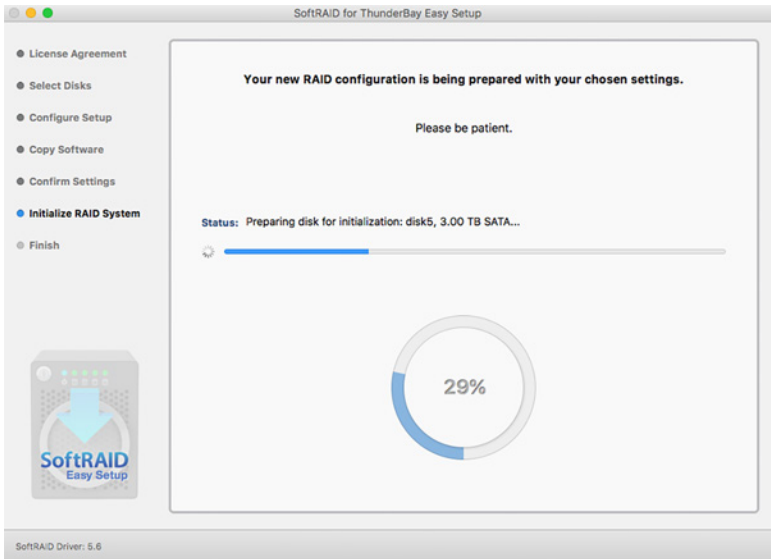 SoftRAID for ThunderBay Easy Setup
License Agreement
Select Disks
Configure Setup
Copy Software
Confirm Settings
Initialize RAID System
Finish
Your new RAID configuration is being prepared with your chosen settings.
Please be patient.
Status: Preparing disk for initialization: disk5, 3.00 TB SATA...
29%
SoftRAID
Easy Setup
SoftRAID Driver: 5.6